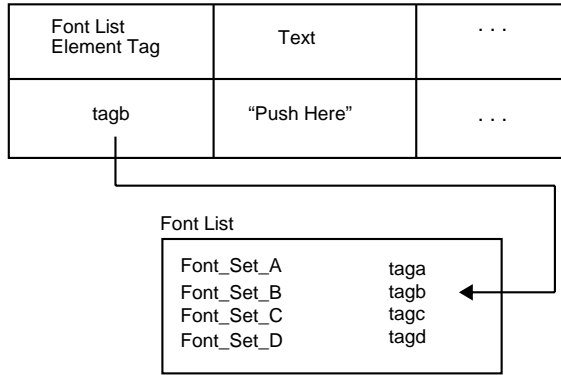 Font List
Element Tag
Text
. . .
tagb
“Push Here”
. . .
Font List
Font_Set_A taga
Font_Set_B tagb
Font_Set_C tagc
Font_Set_D tagd